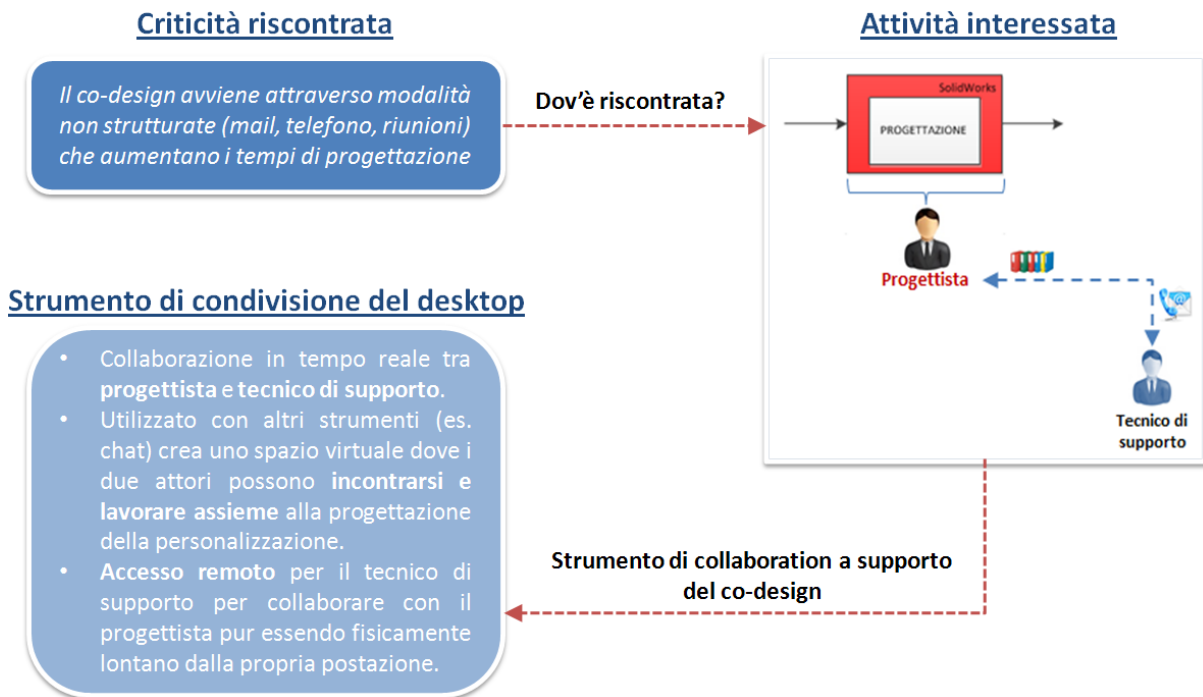 Criticità riscontrata
Il co-design avviene attraverso modalità
non strutturate (mail, telefono, riunioni)
che aumentano i tempi di progettazione
Dov'è riscontrata?
Attività interessata
SolidWorks
PROGETTAZIONE
Progettista
Tecnico di
supporto
Strumento di collaboration a supporto
del co-design
Strumento di condivisione del desktop
• Collaborazione in tempo reale tra
progettista e tecnico di supporto.
• Utilizzato con altri strumenti (es.
chat) crea uno spazio virtuale dove i
due attori possono incontrarsi e
lavorare assieme alla progettazione
della personalizzazione.
• Accesso remoto per il tecnico di
supporto per collaborare con il
progettista pur essendo fisicamente
lontano dalla propria postazione.